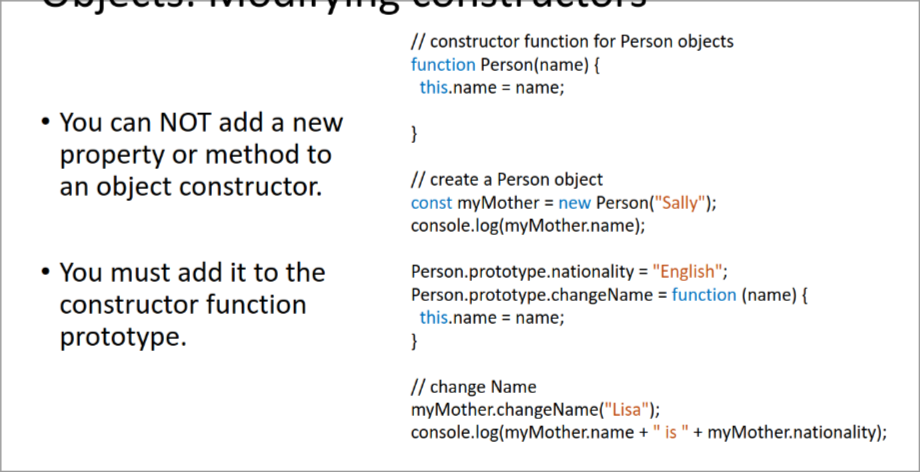 Objects: Modifying constructors
• You can NOT add a new
property or method to
an object constructor.
• You must add it to the
constructor function
prototype.
// constructor function for Person objects
function Person(name) {
this.name = name;
}
// create a Person object
const myMother = new Person("Sally");
console.log(myMother.name);
Person.prototype.nationality = "English";
Person.prototype.changeName = function (name) {
this.name = name;
}
// change Name
myMother.changeName("Lisa");
console.log(myMother.name + " is " + myMother.nationality);